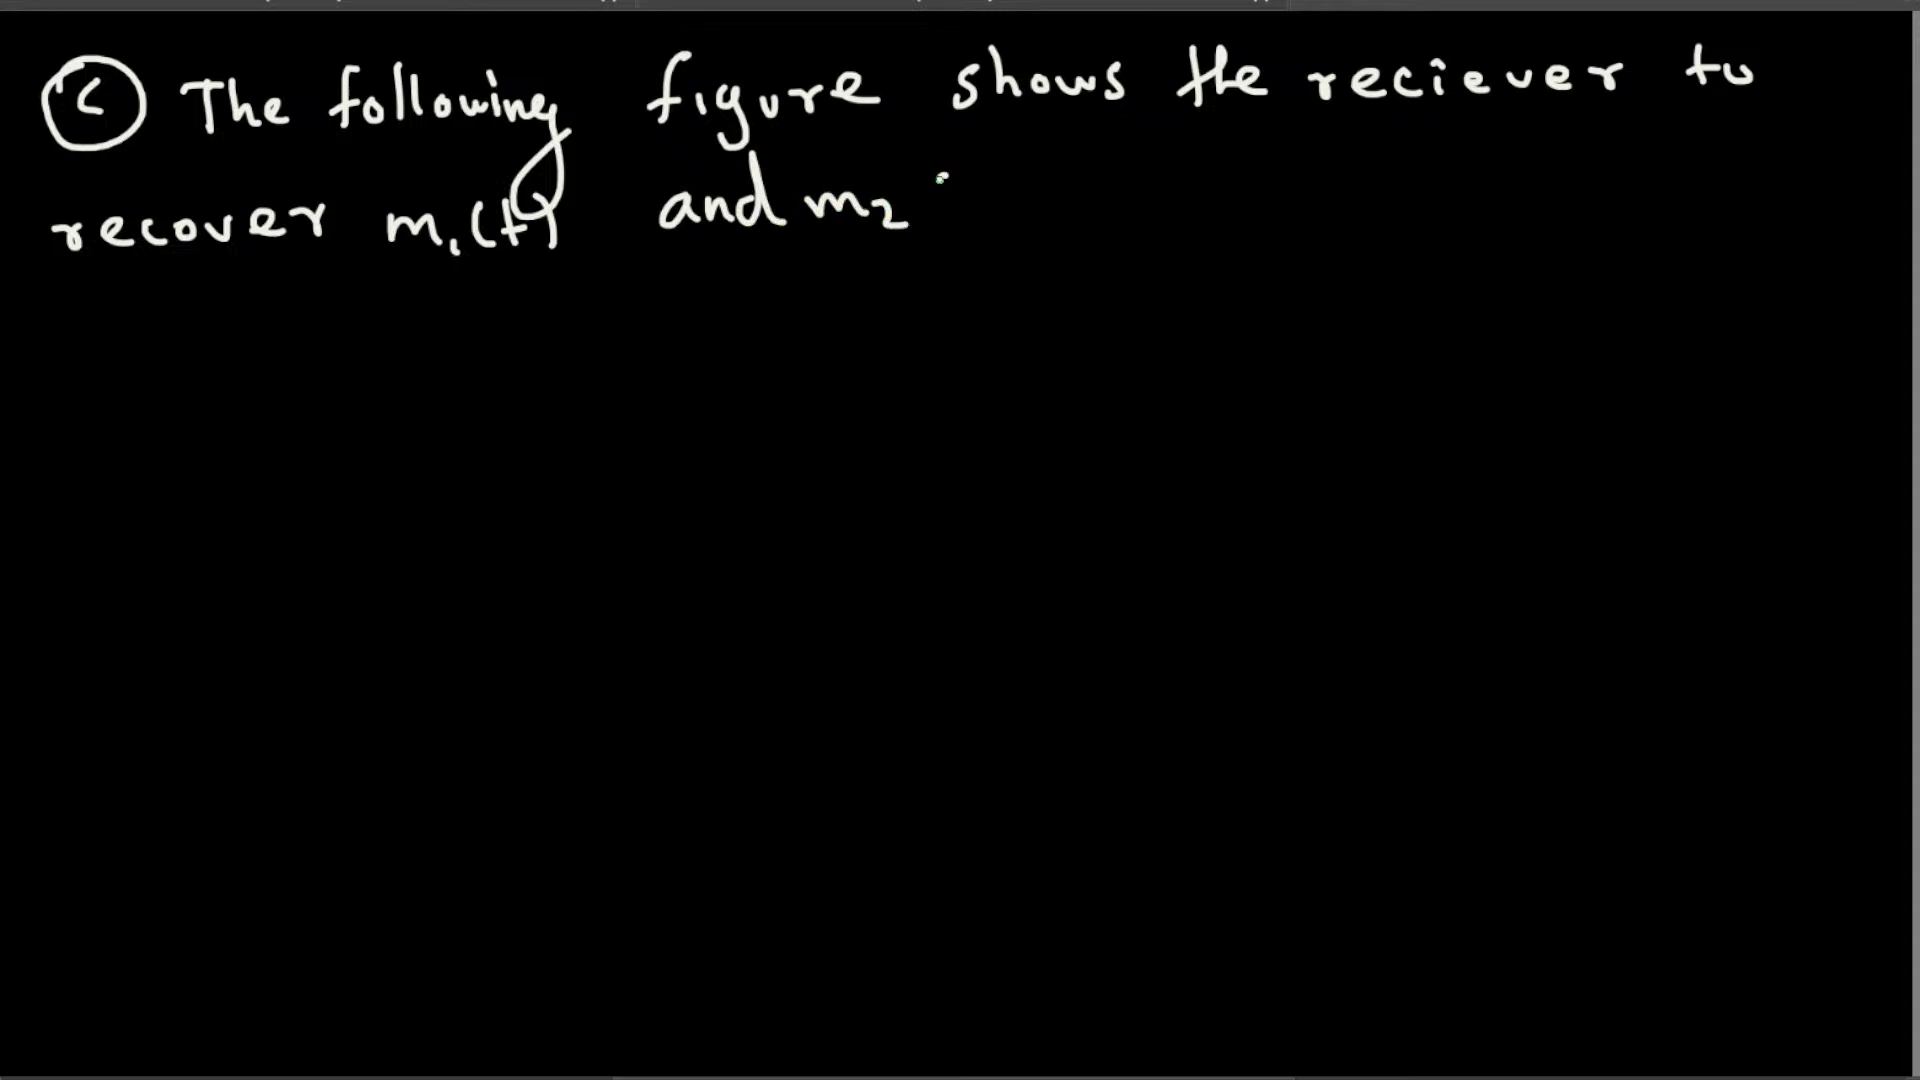 (c) The following figure shows the reciever to
recover m₁(t) and m₂